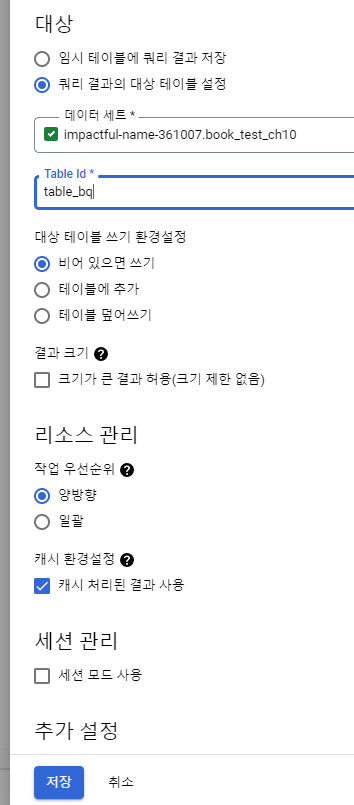 대상
임시 테이블에 쿼리 결과 저장
쿼리 결과의 대상 테이블 설정
데이터 세트 *
impactful-name-361007.book_test_ch10
Table Id *
table_bq
대상 테이블 쓰기 환경설정
비어 있으면 쓰기
테이블에 추가
테이블 덮어쓰기
결과 크기 ?
크기가 큰 결과 허용(크기 제한 없음)
리소스 관리
작업 우선순위 ?
양방향
일괄
캐시 환경설정 ?
캐시 처리된 결과 사용
세션 관리
세션 모드 사용
추가 설정
저장 취소